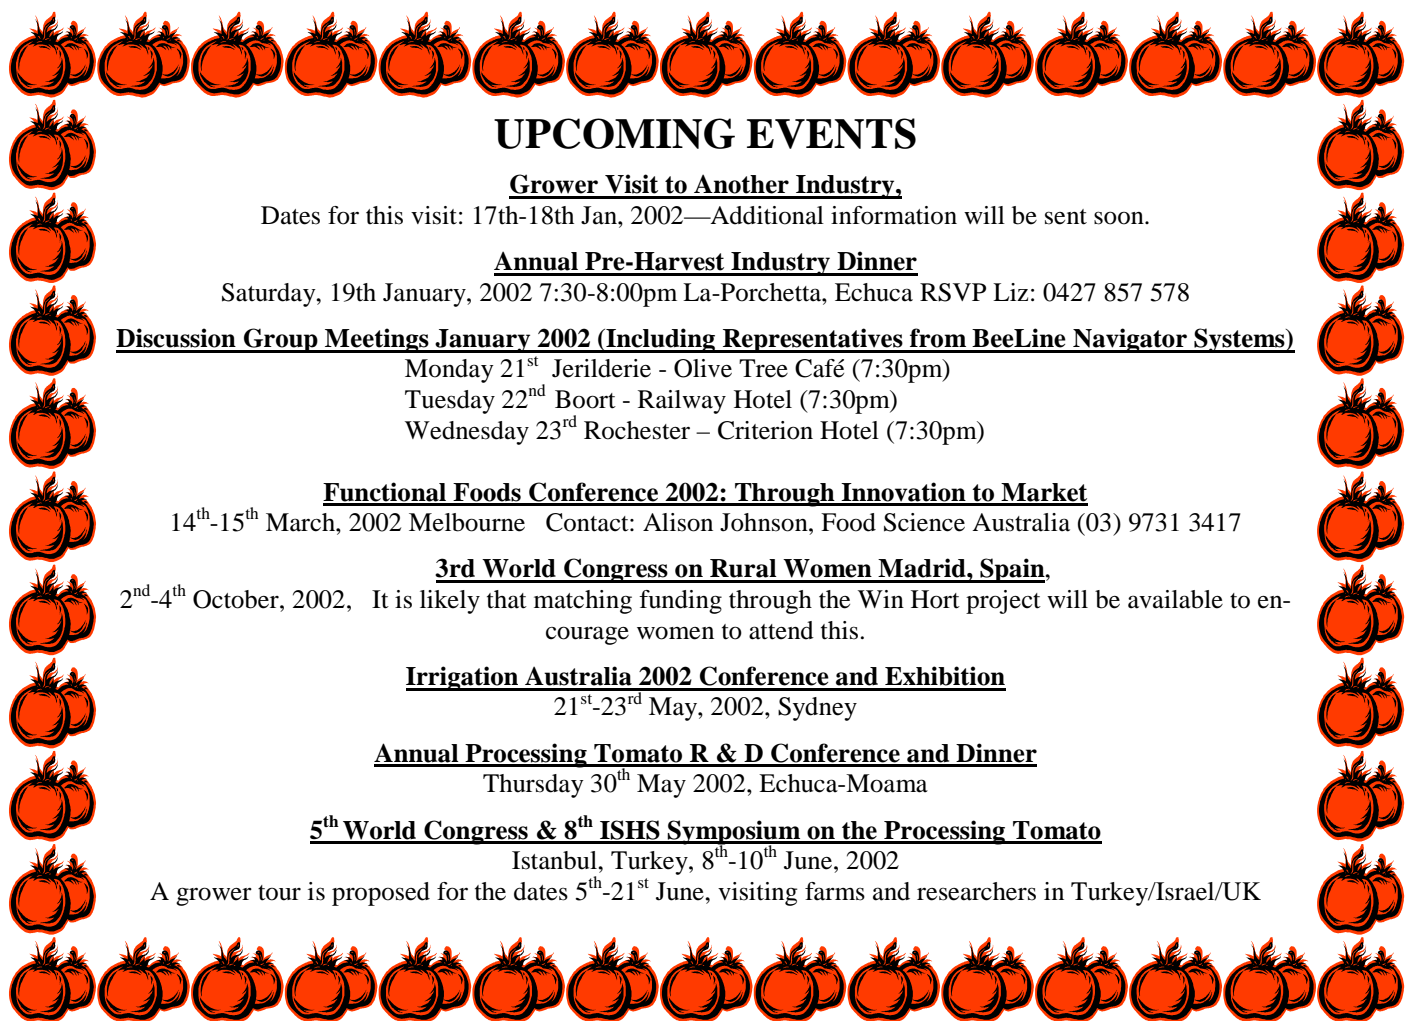 UPCOMING EVENTS
Grower Visit to Another Industry,
Dates for this visit: 17th-18th Jan, 2002—Additional information will be sent soon.
Annual Pre-Harvest Industry Dinner
Saturday, 19th January, 2002 7:30-8:00pm La-Porchetta, Echuca RSVP Liz: 0427 857 578
Discussion Group Meetings January 2002 (Including Representatives from BeeLine Navigator Systems)
Monday 21st Jerilderie - Olive Tree Café (7:30pm)
Tuesday 22nd Boort - Railway Hotel (7:30pm)
Wednesday 23rd Rochester – Criterion Hotel (7:30pm)
Functional Foods Conference 2002: Through Innovation to Market
14th-15th March, 2002 Melbourne Contact: Alison Johnson, Food Science Australia (03) 9731 3417
3rd World Congress on Rural Women Madrid, Spain,
2nd-4th October, 2002, It is likely that matching funding through the Win Hort project will be available to en-
courage women to attend this.
Irrigation Australia 2002 Conference and Exhibition
21st-23rd May, 2002, Sydney
Annual Processing Tomato R & D Conference and Dinner
Thursday 30th May 2002, Echuca-Moama
5th World Congress & 8th ISHS Symposium on the Processing Tomato
Istanbul, Turkey, 8th-10th June, 2002
A grower tour is proposed for the dates 5th-21st June, visiting farms and researchers in Turkey/Israel/UK